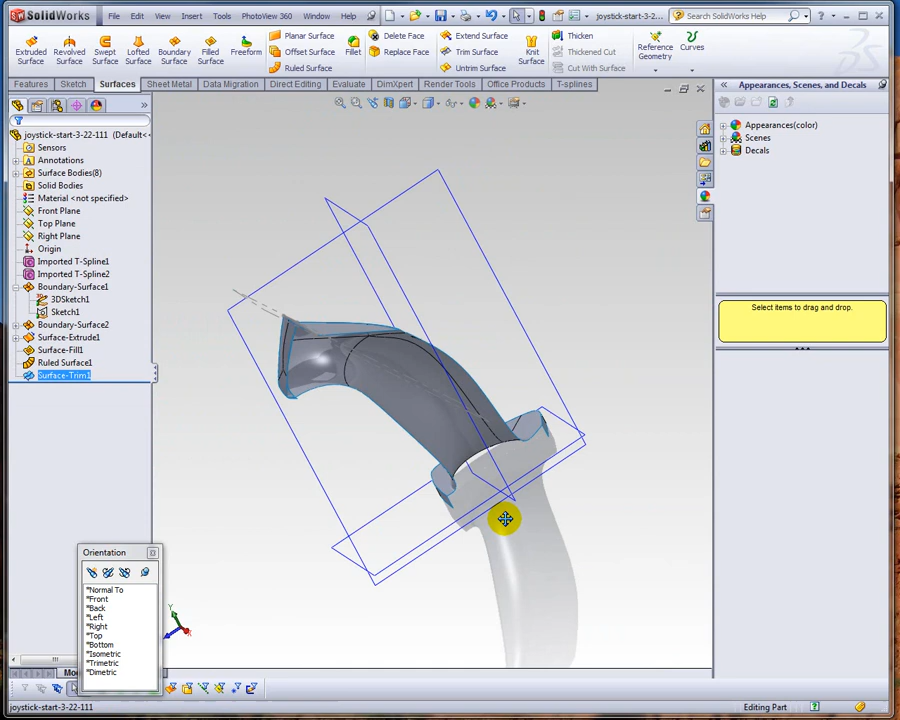 SolidWorks File Edit View Insert Tools PhotoView 360 Window Help joystick-start-3-2... Search SolidWorks Help
Extruded Surface Revolved Surface Swept Surface Lofted Surface Boundary Surface Filled Surface Freeform
Planar Surface Offset Surface Ruled Surface
Fillet
Delete Face Replace Face
Extend Surface Trim Surface Untrim Surface
Knit Surface
Thicken Thickened Cut Cut With Surface
Reference Geometry Curves
Features Sketch Surfaces Sheet Metal Data Migration Direct Editing Evaluate DimXpert Render Tools Office Products T-splines
joystick-start-3-22-111 (Default<
Sensors
Annotations
Surface Bodies(8)
Solid Bodies
Material <not specified>
Front Plane
Top Plane
Right Plane
Origin
Imported T-Spline1
Imported T-Spline2
Boundary-Surface1
3DSketch1
Sketch1
Boundary-Surface2
Surface-Extrude1
Surface-Fill1
Ruled Surface1
Surface-Trim1
Orientation
*Normal To
*Front
*Back
*Left
*Right
*Top
*Bottom
*Isometric
*Trimetric
*Dimetric
Y
Appearances, Scenes, and Decals
Appearances(color)
Scenes
Decals
Select items to drag and drop.
joystick-start-3-22-111
Editing Part